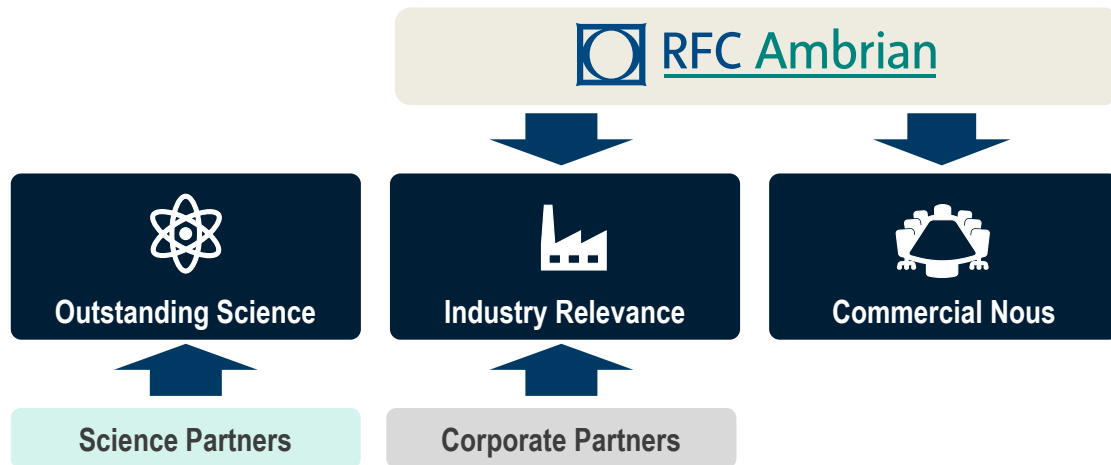 RFC Ambrian
Outstanding Science
Industry Relevance
Commercial Nous
Science Partners
Corporate Partners